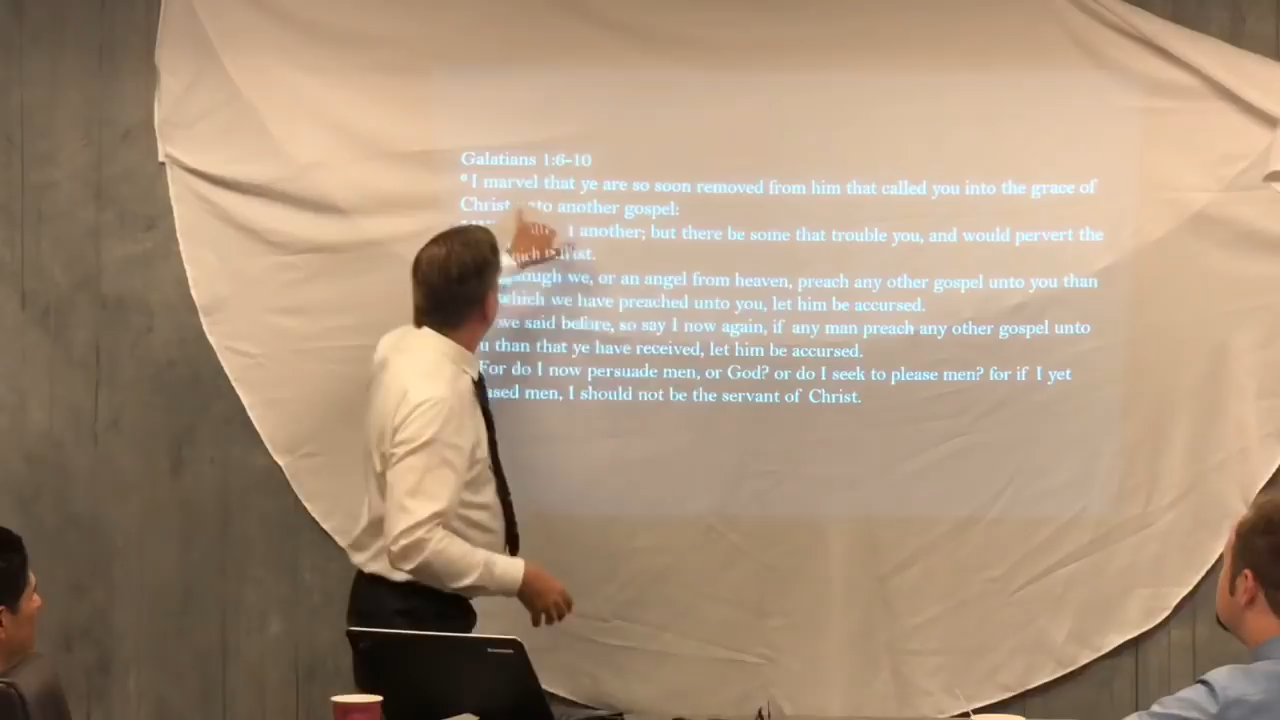 Galatians 1:6-10
6 I marvel that ye are so soon removed from him that called you into the grace of
Christ unto another gospel:
another; but there be some that trouble you, and would pervert the
we, or an angel from heaven, preach any other gospel unto you than
which we have preached unto you, let him be accursed.
we said before, so say I now again, if any man preach any other gospel unto
u than that ye have received, let him be accursed.
For do I now persuade men, or God? or do I seek to please men? for if I yet
ased men, I should not be the servant of Christ.